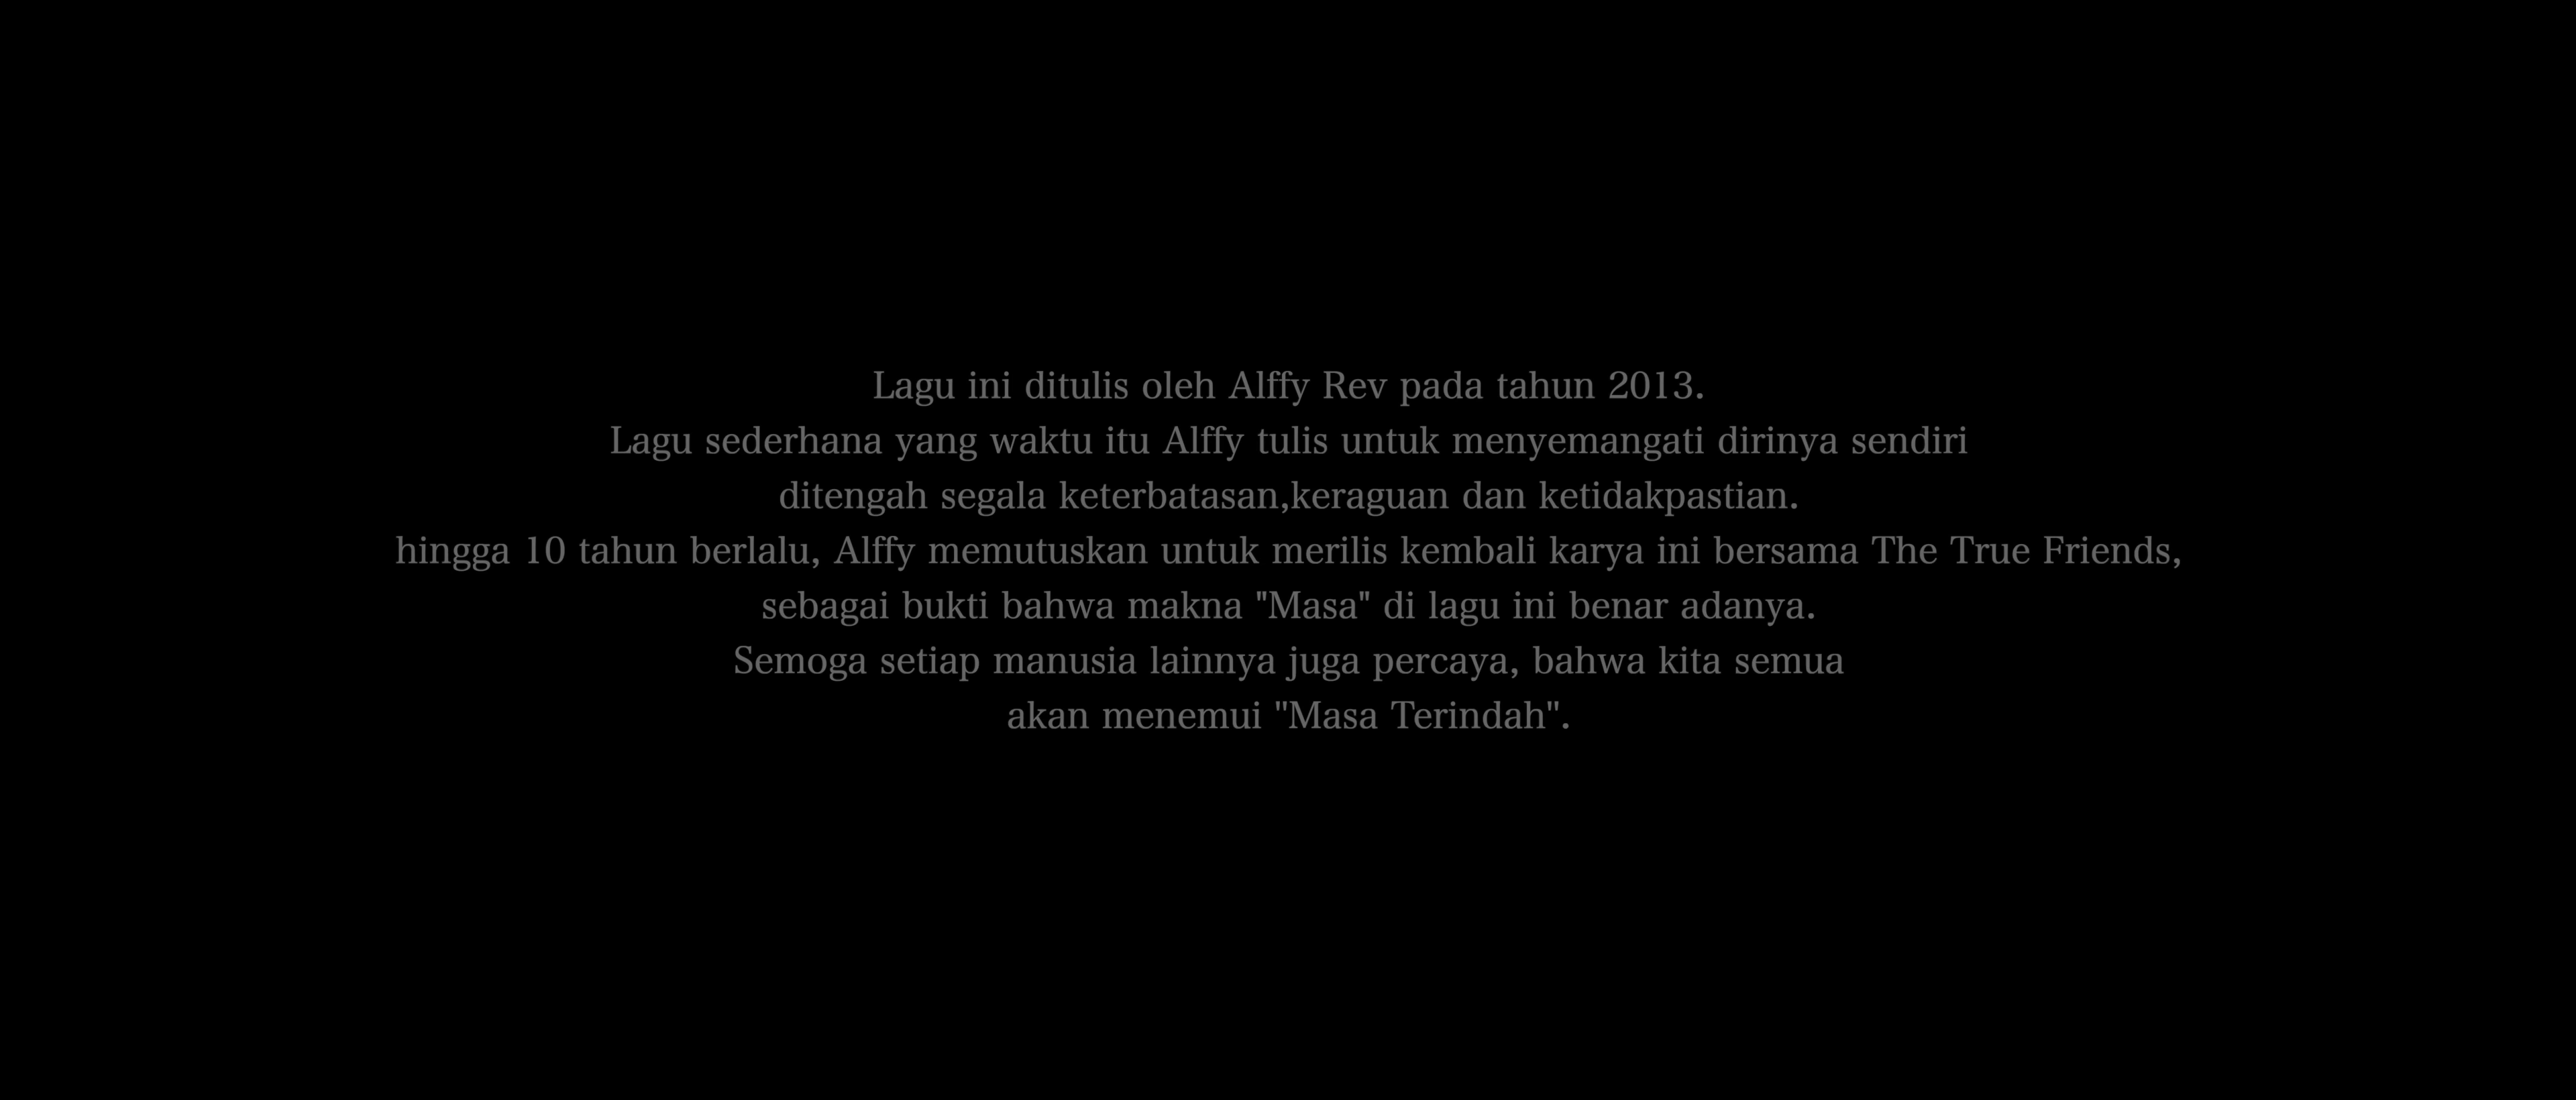 Lagu ini ditulis oleh Alffy Rev pada tahun 2013.
Lagu sederhana yang waktu itu Alffy tulis untuk menyemangati dirinya sendiri
ditengah segala keterbatasan,keraguan dan ketidakpastian.
hingga 10 tahun berlalu, Alffy memutuskan untuk merilis kembali karya ini bersama The True Friends,
sebagai bukti bahwa makna "Masa" di lagu ini benar adanya.
Semoga setiap manusia lainnya juga percaya, bahwa kita semua
akan menemui "Masa Terindah".